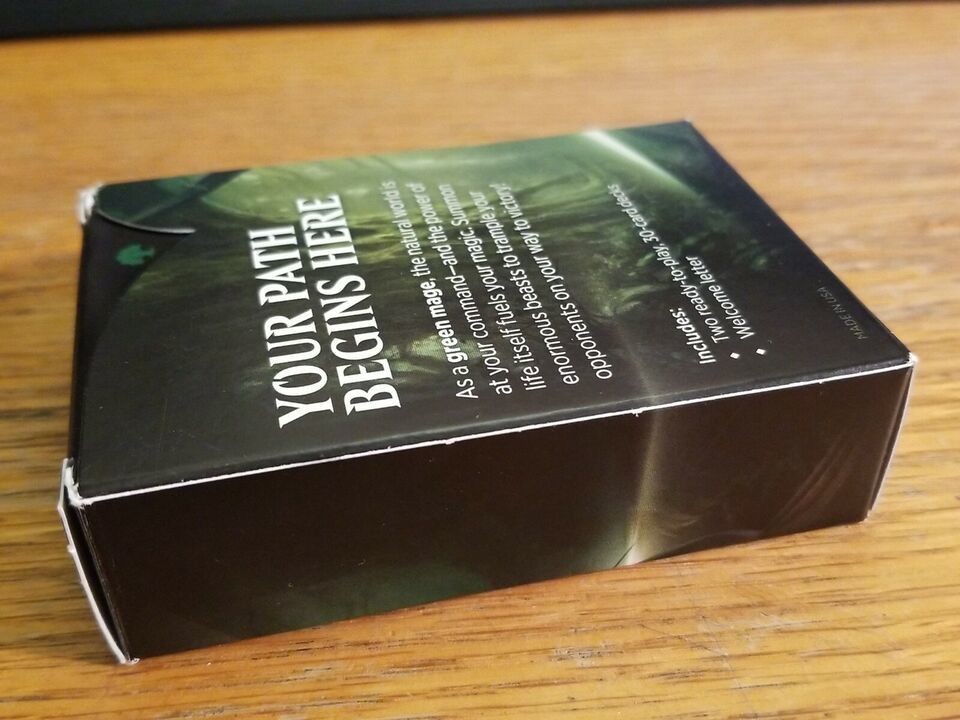 YOUR PATH
BEGINS HERE
As a green mage, the natural world is
at your command—and the power of
life itself fuels your magic. Summon
enormous beasts to trample your
opponents on your way to victory!
Includes:
• Two ready-to-play, 30-card decks
• Welcome letter
MADE IN USA